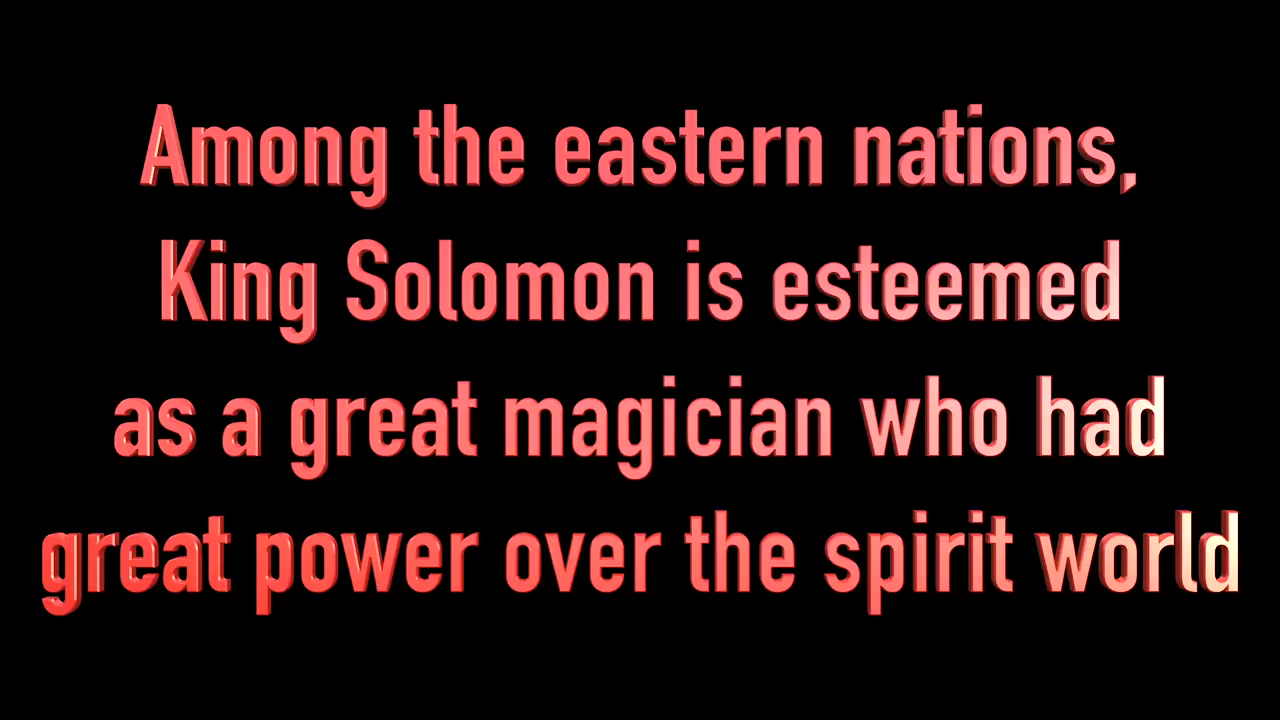 Among the eastern nations,
King Solomon is esteemed
as a great magician who had
great power over the spirit world